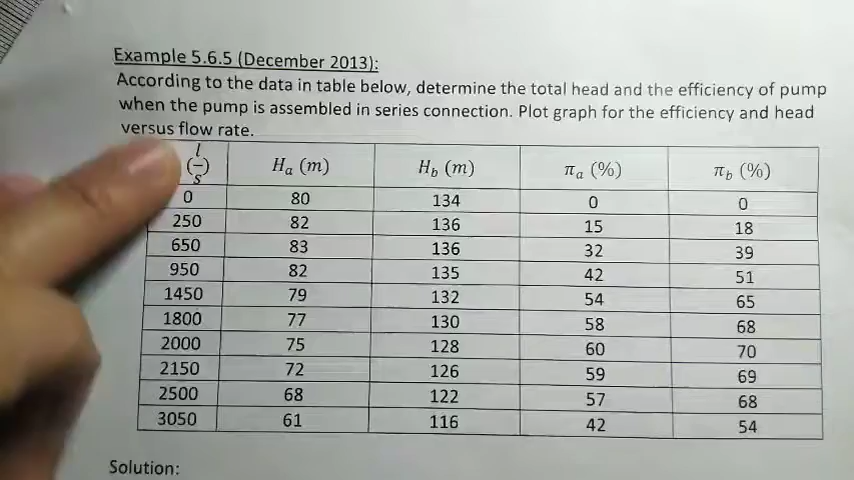 Example 5.6.5 (December 2013):
According to the data in table below, determine the total head and the efficiency of pump
when the pump is assembled in series connection. Plot graph for the efficiency and head
versus flow rate.
(l/s) Hₐ (m) H_b (m) πₐ (%) π_b (%)
0 80 134 0 0
250 82 136 15 18
650 83 136 32 39
950 82 135 42 51
1450 79 132 54 65
1800 77 130 58 68
2000 75 128 60 70
2150 72 126 59 69
2500 68 122 57 68
3050 61 116 42 54
Solution: